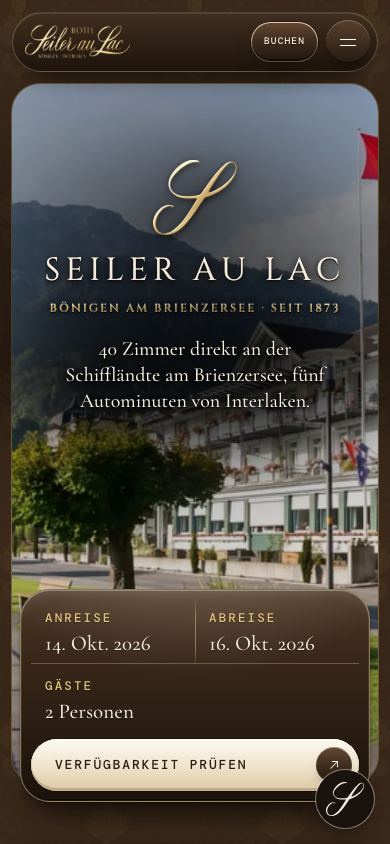 HOTEL
Seiler au Lac
BUCHEN
S
SEILER AU LAC
BÖNIGEN AM BRIENZERSEE · SEIT 1873
40 Zimmer direkt an der
Schiffländte am Brienzersee, fünf
Autominuten von Interlaken.
ANREISE
14. Okt. 2026
ABREISE
16. Okt. 2026
GÄSTE
2 Personen
VERFÜGBARKEIT PRÜFEN
S